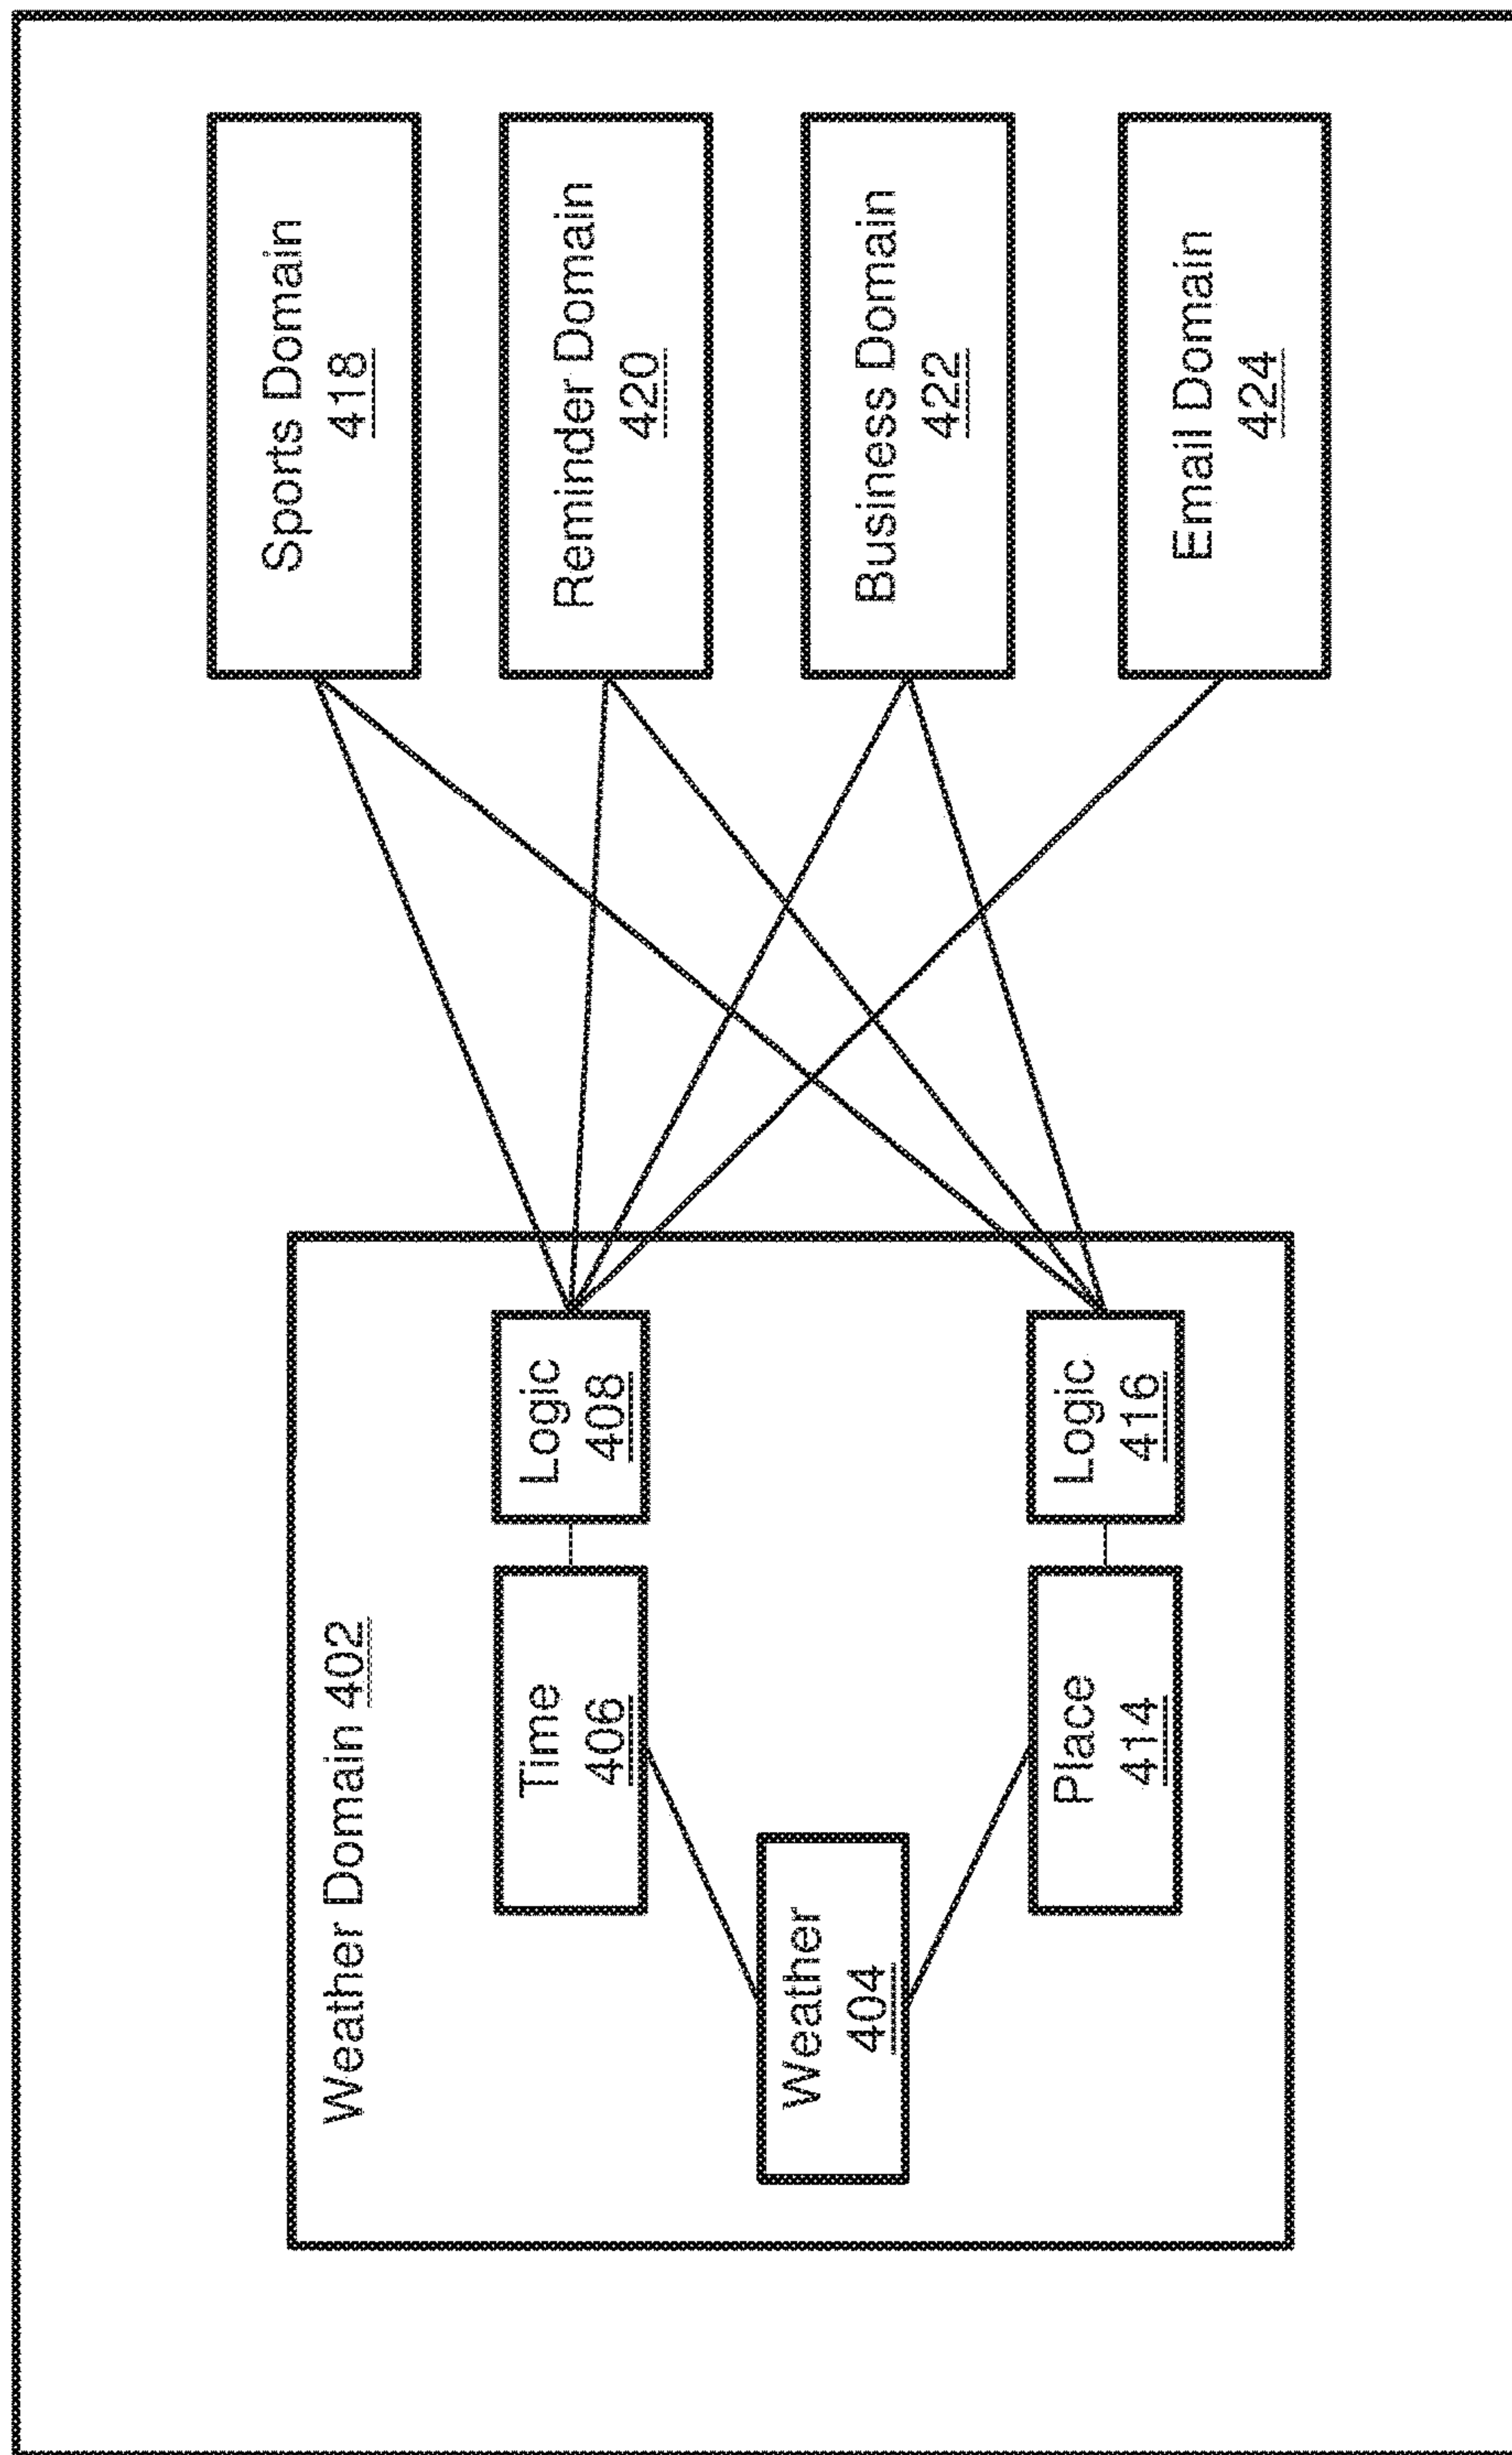 Weather Domain 402
Weather
404
Time
406
Logic
408
Place
414
Logic
416
Sports Domain
418
Reminder Domain
420
Business Domain
422
Email Domain
424